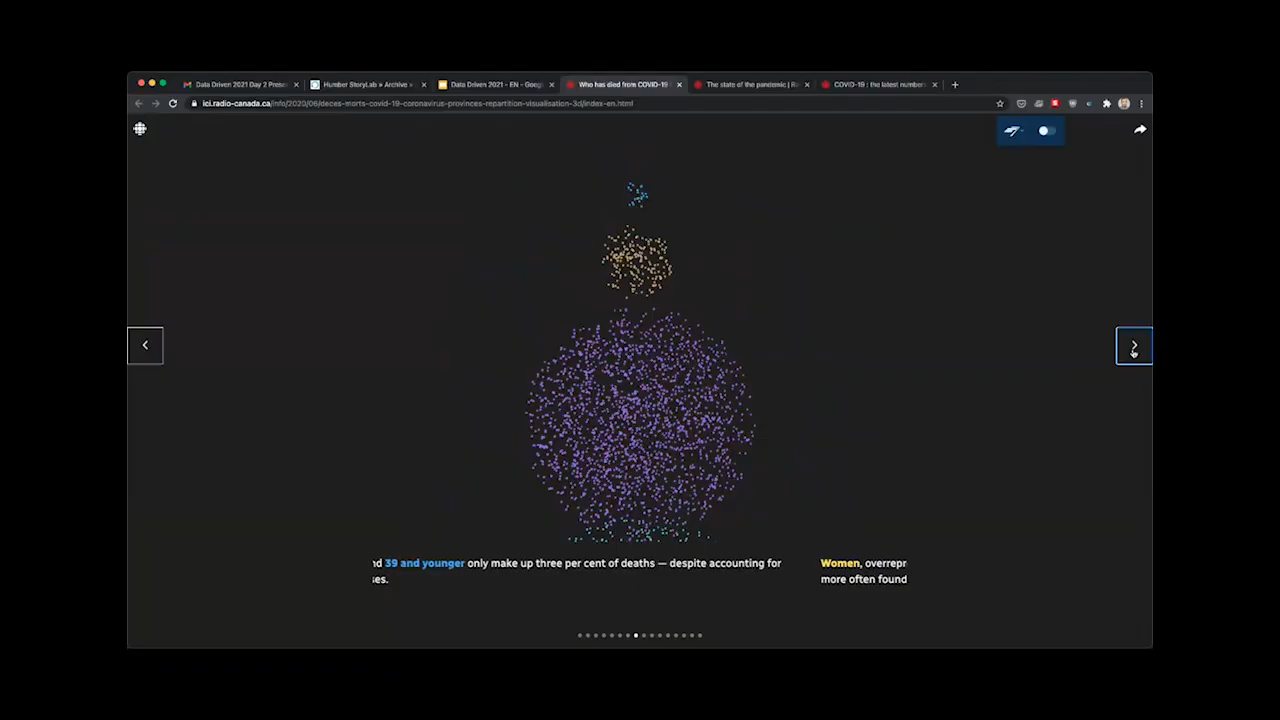 Data Driven 2021 Day 2 Prese
Humber StoryLab » Archive »
Data Driven 2021 - EN - Goog
Who has died from COVID-19
The state of the pandemic | R
COVID-19 | the latest number
ici.radio-canada.ca/info/2020/06/deces-morts-covid-19-coronavirus-provinces-repartition-visualisation-3d/index-en.html
nd 39 and younger only make up three per cent of deaths — despite accounting for
ses.
Women, overrepr
more often found